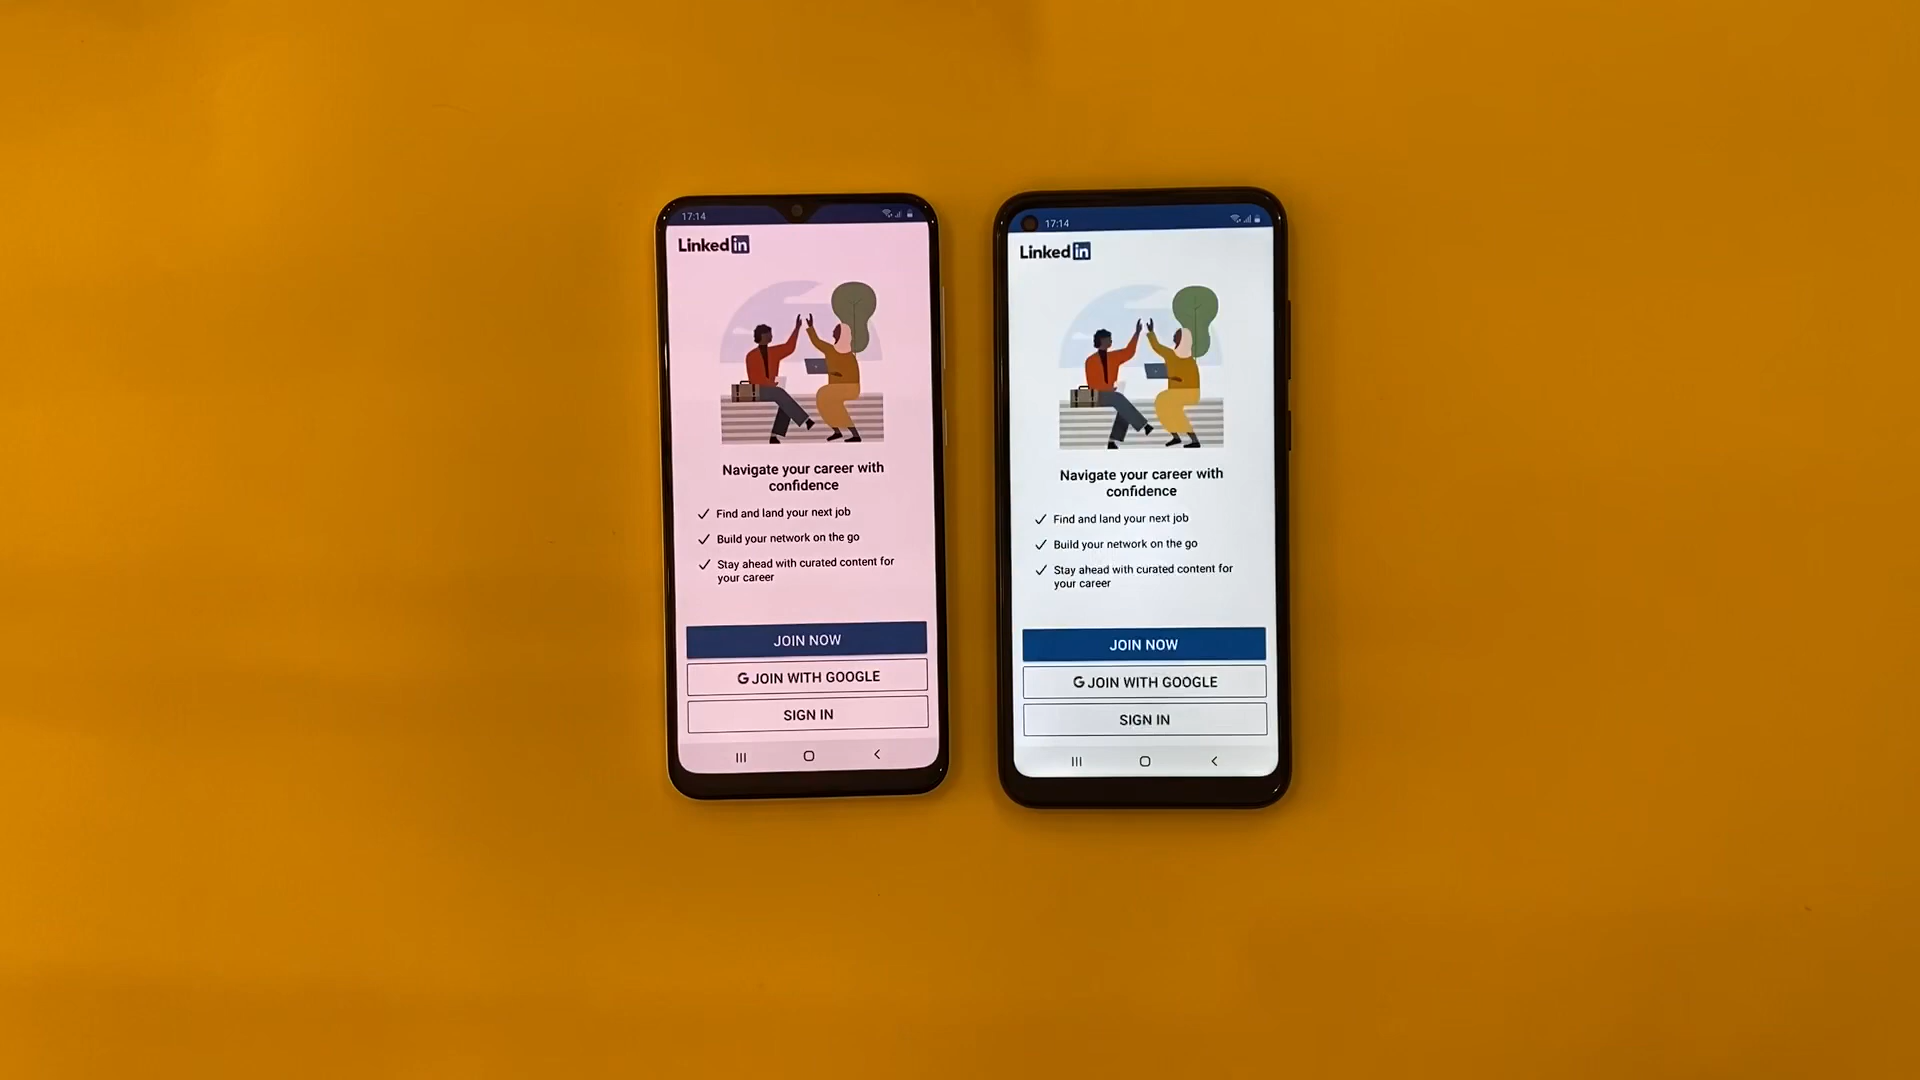 17:14
Linked in
Navigate your career with
confidence
Find and land your next job
Build your network on the go
Stay ahead with curated content for
your career
JOIN NOW
G JOIN WITH GOOGLE
SIGN IN
17:14
Linked in
Navigate your career with
confidence
Find and land your next job
Build your network on the go
Stay ahead with curated content for
your career
JOIN NOW
G JOIN WITH GOOGLE
SIGN IN